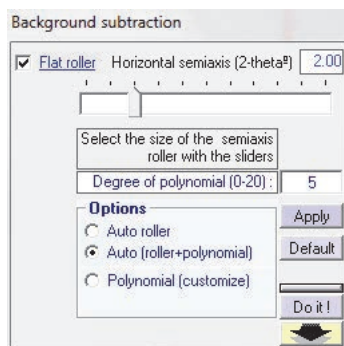 Background subtraction
Flat roller Horizontal semiaxis (2-thetaª) 2.00
Select the size of the semiaxis
roller with the sliders
Degree of polynomial (0-20) : 5
Options
Auto roller
Auto (roller+polynomial)
Polynomial (customize)
Apply
Default
Do it !